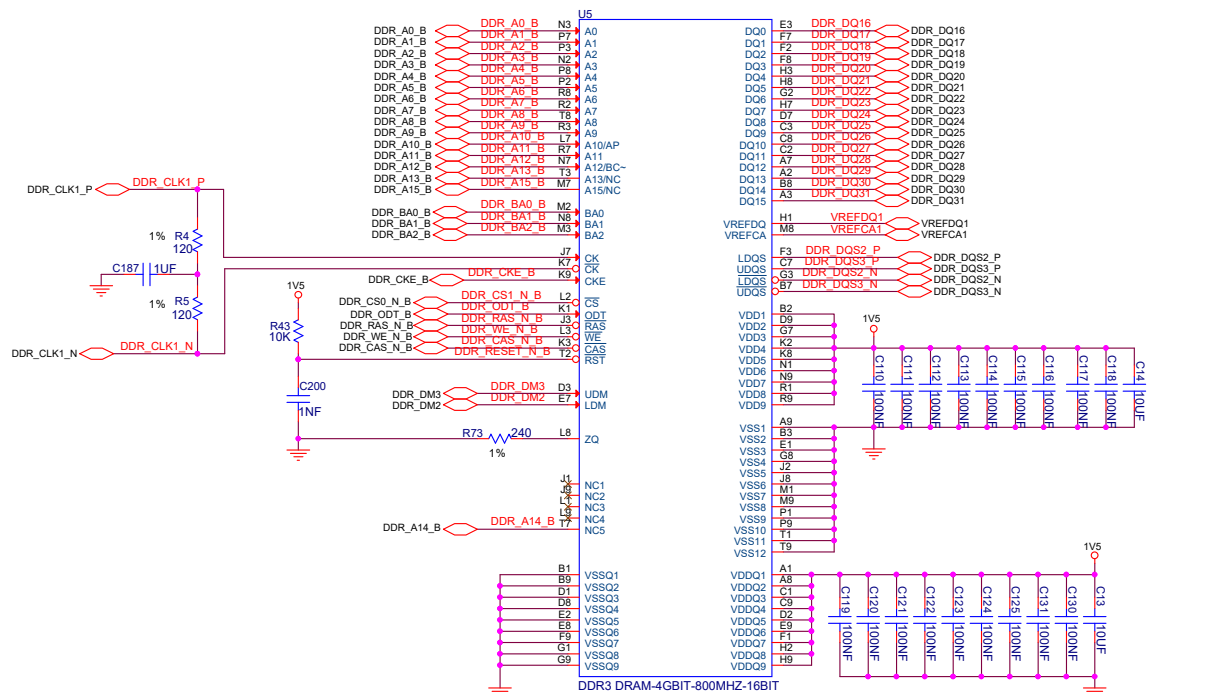 U5
DDR_A0_B DDR_A0_B N3 A0
DDR_A1_B DDR_A1_B P7 A1
DDR_A2_B DDR_A2_B P3 A2
DDR_A3_B DDR_A3_B N2 A3
DDR_A4_B DDR_A4_B P8 A4
DDR_A5_B DDR_A5_B P2 A5
DDR_A6_B DDR_A6_B R8 A6
DDR_A7_B DDR_A7_B R2 A7
DDR_A8_B DDR_A8_B T8 A8
DDR_A9_B DDR_A9_B R3 A9
DDR_A10_B DDR_A10_B L7 A10/AP
DDR_A11_B DDR_A11_B R7 A11
DDR_A12_B DDR_A12_B N7 A12/BC~
DDR_A13_B DDR_A13_B T3 A13/NC
DDR_A15_B DDR_A15_B M7 A15/NC
DDR_BA0_B DDR_BA0_B M2 BA0
DDR_BA1_B DDR_BA1_B N8 BA1
DDR_BA2_B DDR_BA2_B M3 BA2
DDR_CLK1_P DDR_CLK1_P
1% R4
120
C187 1UF
1% R5
120
DDR_CLK1_N DDR_CLK1_N
J7 CK
K7 CK
DDR_CKE_B DDR_CKE_B K9 CKE
1V5
R43
10K
DDR_CS0_N_B DDR_CS1_N_B L2 CS
DDR_ODT_B DDR_ODT_B K1 ODT
DDR_RAS_N_B DDR_RAS_N_B J3 RAS
DDR_WE_N_B DDR_WE_N_B L3 WE
DDR_CAS_N_B DDR_CAS_N_B K3 CAS
DDR_RESET_N_B T2 RST
C200
1NF
DDR_DM3 DDR_DM3 D3 UDM
DDR_DM2 DDR_DM2 E7 LDM
R73 240 L8 ZQ
1%
J1 NC1
J9 NC2
L1 NC3
L9 NC4
DDR_A14_B DDR_A14_B T7 NC5
B1 VSSQ1
B9 VSSQ2
D1 VSSQ3
D8 VSSQ4
E2 VSSQ5
E8 VSSQ6
F9 VSSQ7
G1 VSSQ8
G9 VSSQ9
DQ0 E3 DDR_DQ16 DDR_DQ16
DQ1 F7 DDR_DQ17 DDR_DQ17
DQ2 F2 DDR_DQ18 DDR_DQ18
DQ3 F8 DDR_DQ19 DDR_DQ19
DQ4 H3 DDR_DQ20 DDR_DQ20
DQ5 H8 DDR_DQ21 DDR_DQ21
DQ6 G2 DDR_DQ22 DDR_DQ22
DQ7 H7 DDR_DQ23 DDR_DQ23
DQ8 D7 DDR_DQ24 DDR_DQ24
DQ9 C3 DDR_DQ25 DDR_DQ25
DQ10 C8 DDR_DQ26 DDR_DQ26
DQ11 C2 DDR_DQ27 DDR_DQ27
DQ12 A7 DDR_DQ28 DDR_DQ28
DQ13 A2 DDR_DQ29 DDR_DQ29
DQ14 B8 DDR_DQ30 DDR_DQ30
DQ15 A3 DDR_DQ31 DDR_DQ31
VREFDQ H1 VREFDQ1 VREFDQ1
VREFCA M8 VREFCA1 VREFCA1
LDQS F3 DDR_DQS2_P DDR_DQS2_P
UDQS C7 DDR_DQS3_P DDR_DQS3_P
LDQS G3 DDR_DQS2_N DDR_DQS2_N
UDQS B7 DDR_DQS3_N DDR_DQS3_N
VDD1 B2
VDD2 D9
VDD3 G7
VDD4 K2
VDD5 K8
VDD6 N1
VDD7 N9
VDD8 R1
VDD9 R9
1V5
C110 100NF
C111 100NF
C112 100NF
C113 100NF
C114 100NF
C115 100NF
C116 100NF
C117 100NF
C118 100NF
C14 10UF
VSS1 A9
VSS2 B3
VSS3 E1
VSS4 G8
VSS5 J2
VSS6 J8
VSS7 M1
VSS8 M9
VSS9 P1
VSS10 P9
VSS11 T1
VSS12 T9
1V5
VDDQ1 A1
VDDQ2 A8
VDDQ3 C1
VDDQ4 C9
VDDQ5 D2
VDDQ6 E9
VDDQ7 F1
VDDQ8 H2
VDDQ9 H9
C119 100NF
C120 100NF
C121 100NF
C122 100NF
C123 100NF
C124 100NF
C125 100NF
C131 100NF
C130 100NF
C13 10UF
DDR3 DRAM-4GBIT-800MHZ-16BIT